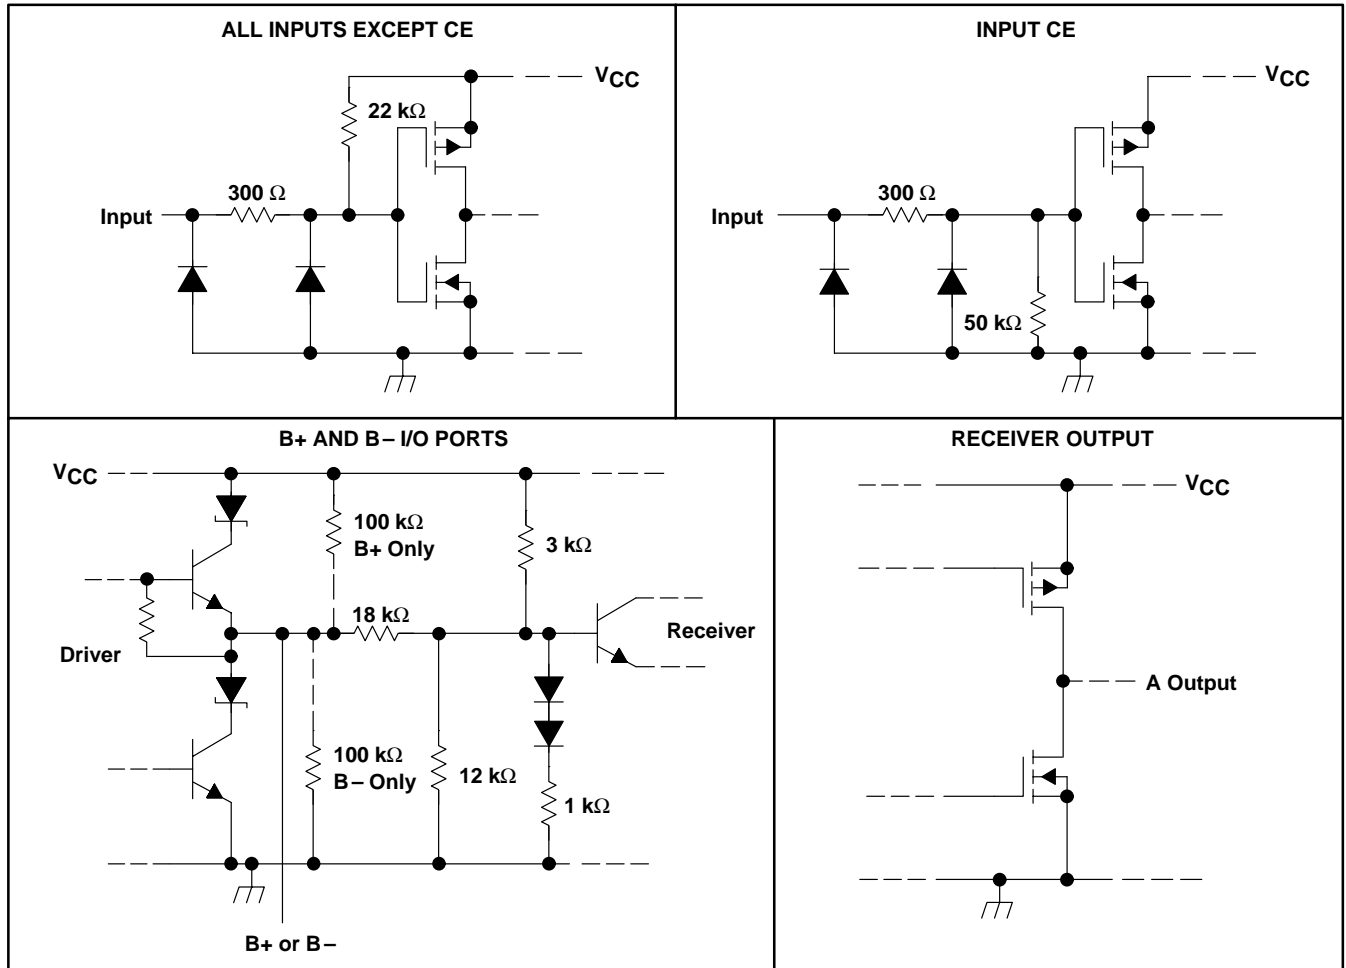 ALL INPUTS EXCEPT CE
VCC
22 kΩ
300 Ω
Input
INPUT CE
VCC
300 Ω
Input
50 kΩ
B+ AND B– I/O PORTS
VCC
100 kΩ
B+ Only
3 kΩ
18 kΩ
Receiver
Driver
100 kΩ
B– Only
12 kΩ
1 kΩ
B+ or B–
RECEIVER OUTPUT
VCC
A Output